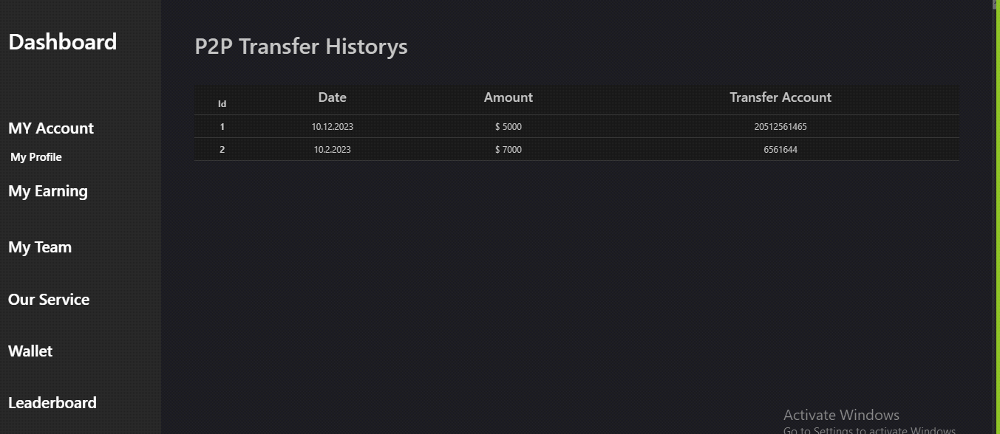 Dashboard
MY Account
My Profile
My Earning
My Team
Our Service
Wallet
Leaderboard
P2P Transfer Historys
Id Date Amount Transfer Account
1 10.12.2023 $ 5000 20512561465
2 10.2.2023 $ 7000 6561644
Activate Windows
Go to Settings to activate Windows